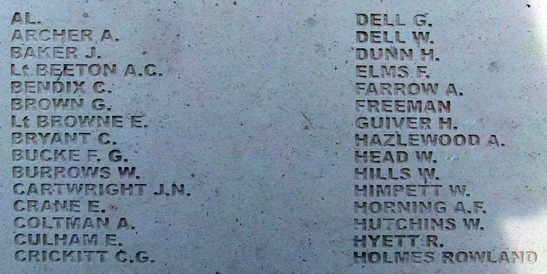 AL.
ARCHER A.
BAKER J.
Lt BEETON A.C.
BENDIX C.
BROWN G.
Lt BROWNE E.
BRYANT C.
BUCKE F. G.
BURROWS W.
CARTWRIGHT J.N.
CRANE E.
COLTMAN A.
CULHAM E.
CRICKITT C.G.
DELL G.
DELL W.
DUNN H.
ELMS F.
FARROW A.
FREEMAN
GUIVER H.
HAZLEWOOD A.
HEAD W.
HILLS W.
HIMPETT W.
HORNING A.F.
HUTCHINS W.
HYETT R.
HOLMES ROWLAND